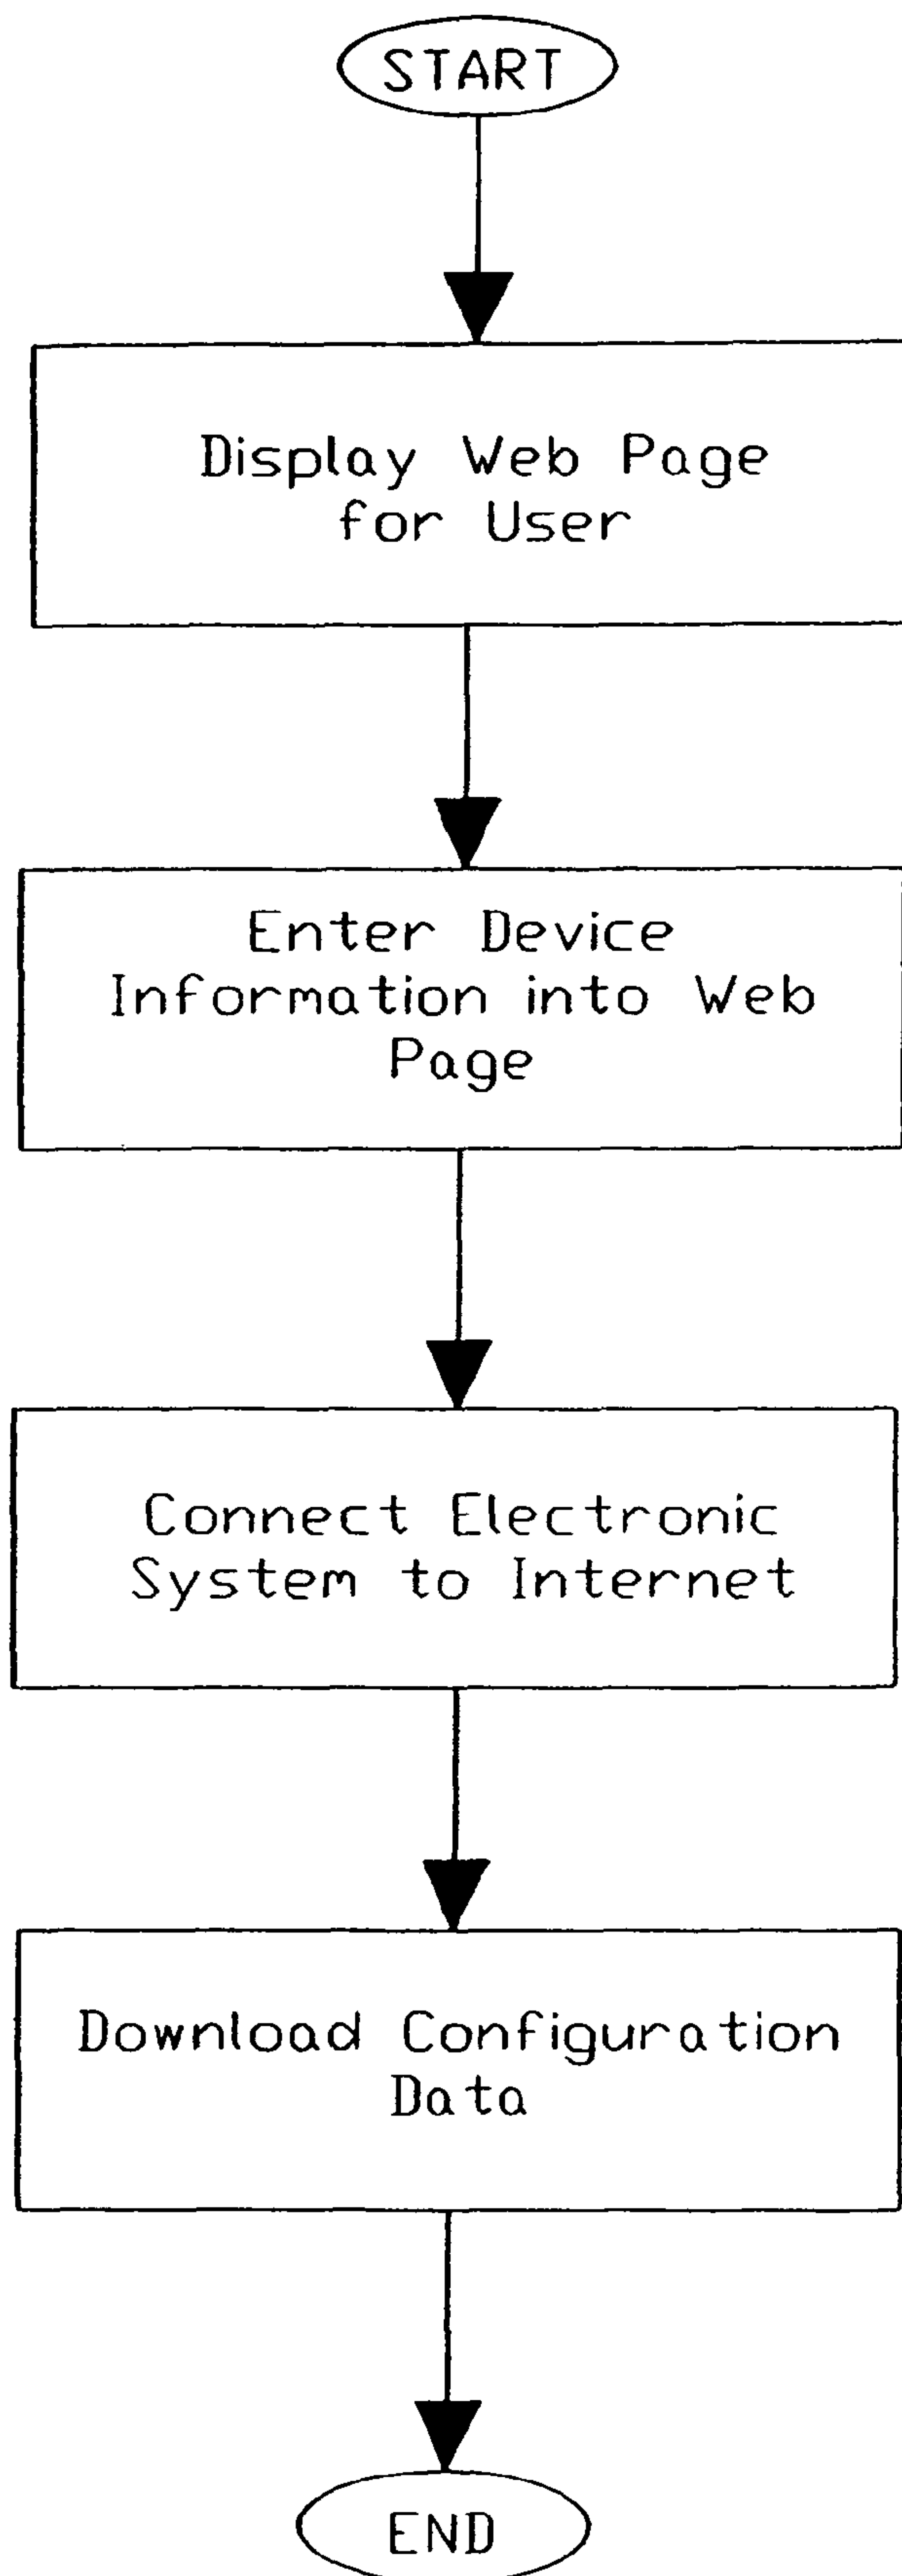 START
Display Web Page
for User
Enter Device
Information into Web
Page
Connect Electronic
System to Internet
Download Configuration
Data
END